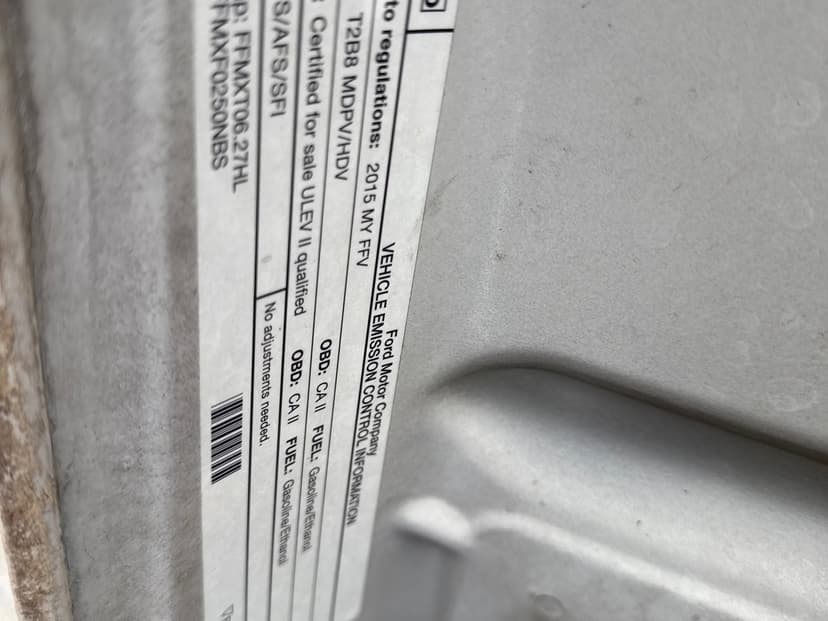 Ford Motor Company
VEHICLE EMISSION CONTROL INFORMATION
to regulations: 2015 MY FFV
T2B8 MDPV/HDV OBD: CA II FUEL: Gasoline/Ethanol
: Certified for sale ULEV II qualified OBD: CA II FUEL: Gasoline/Ethanol
S/AFS/SFI No adjustments needed.
p: FFMXT06.27HL
FMXF0250NBS